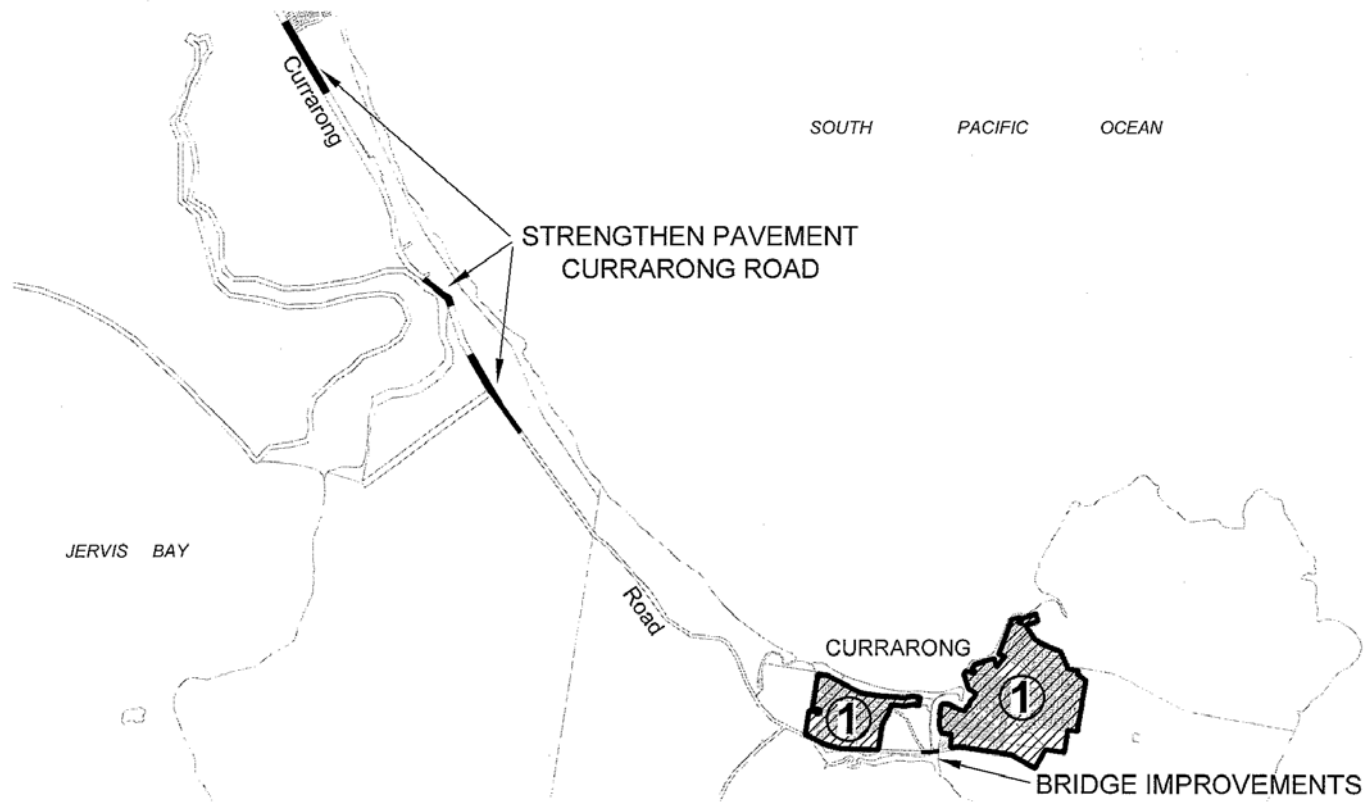 Currarong
SOUTH PACIFIC OCEAN
STRENGTHEN PAVEMENT
CURRARONG ROAD
JERVIS BAY
Road
CURRARONG
1
1
BRIDGE IMPROVEMENTS